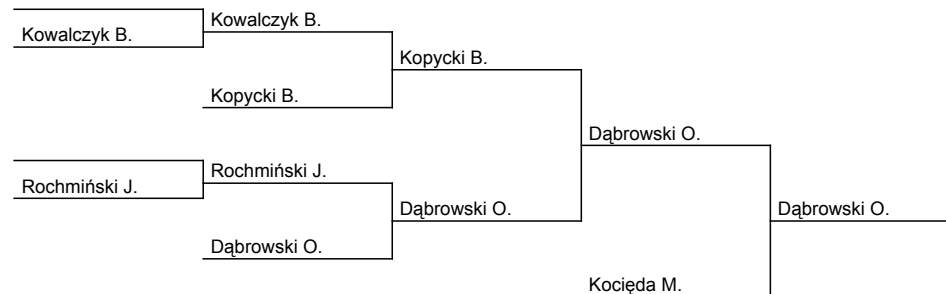 Kowalczyk B.
Kowalczyk B.
Kopycki B.
Kopycki B.
Dąbrowski O.
Rochmiński J.
Rochmiński J.
Dąbrowski O.
Dąbrowski O.
Dąbrowski O.
Kocięda M.